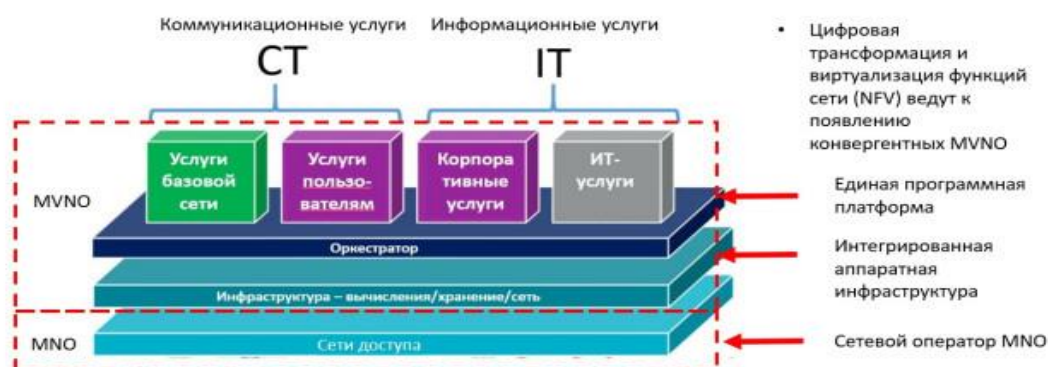 Коммуникационные услуги
Информационные услуги
CT
IT
• Цифровая
трансформация и
виртуализация функций
сети (NFV) ведут к
появлению
конвергентных MVNO
MVNO
Услуги
базовой
сети
Услуги
пользо-
вателям
Корпора
тивные
услуги
ИТ-
услуги
Единая программная
платформа
Оркестратор
Интегрированная
аппаратная
инфраструктура
Инфраструктура – вычисления/хранение/сеть
MNO
Сети доступа
Сетевой оператор MNO